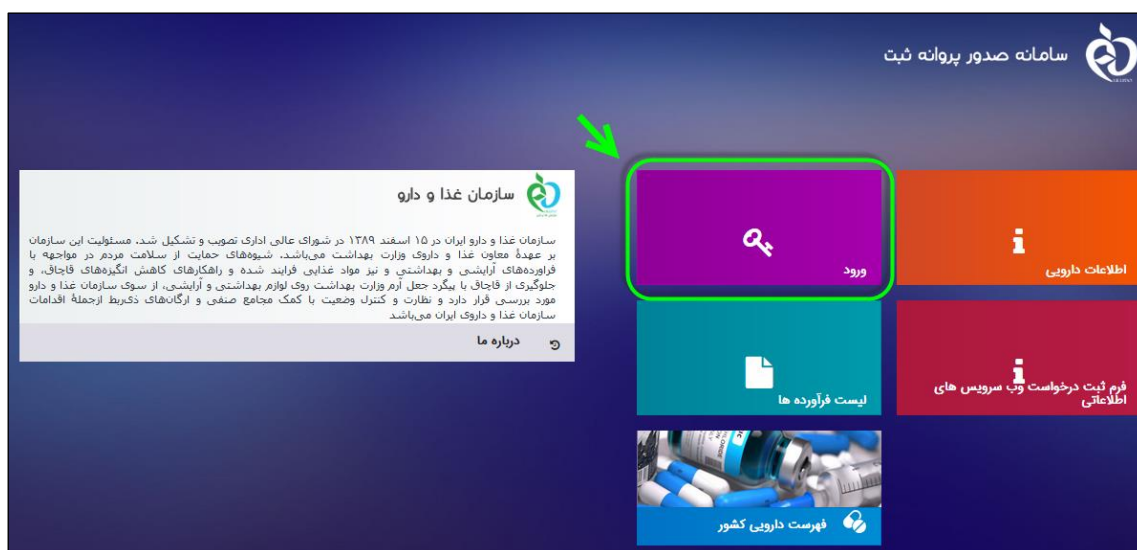 سامانه صدور پروانه ثبت
اطلاعات دارویی
ورود
فرم ثبت درخواست وب سرویس های
اطلاعاتی
لیست فرآورده ها
فهرست دارویی کشور
سازمان غذا و دارو
سازمان غذا و دارو ایران در ۱۵ اسفند ۱۳۸۹ در شورای عالی اداری تصویب و تشکیل شد. مسئولیت این سازمان
بر عهدهٔ معاون غذا و داروی وزارت بهداشت می‌باشد. شیوه‌های حمایت از سلامت مردم در مواجهه با
فراورده‌های آرایشی و بهداشتی و نیز مواد غذایی فرایند شده و راهکارهای کاهش انگیزه‌های قاچاق، و
جلوگیری از قاچاق با پیگرد جعل آرم وزارت بهداشت روی لوازم بهداشتی و آرایشی، از سوی سازمان غذا و دارو
مورد بررسی قرار دارد و نظارت و کنترل وضعیت با کمک مجامع صنفی و ارگان‌های ذی‌ربط ازجملهٔ اقدامات
سازمان غذا و داروی ایران می‌باشد
درباره ما